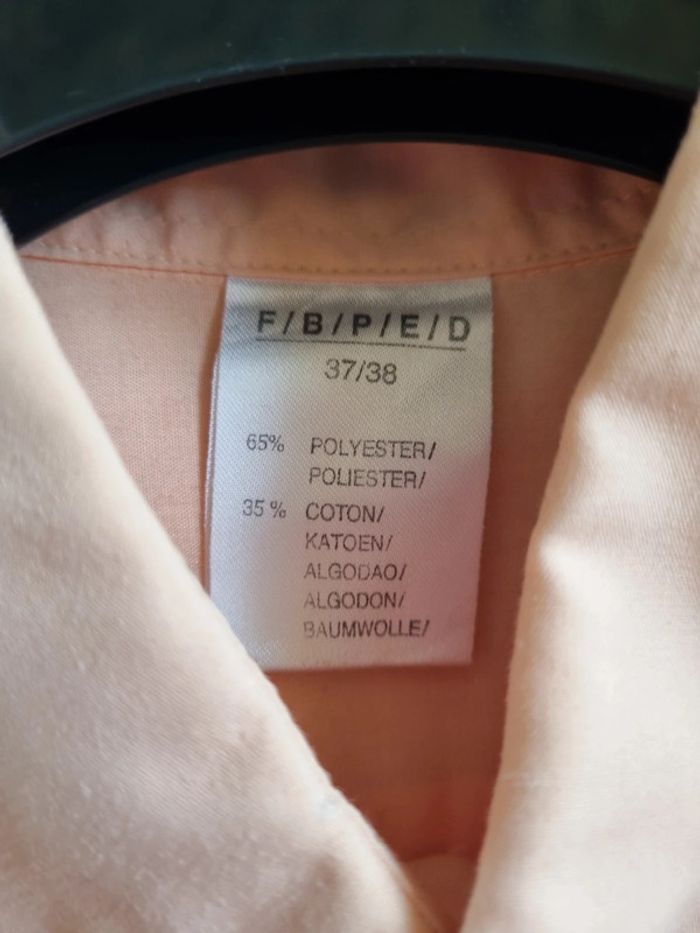 F/B/P/E/D
37/38
65% POLYESTER/
POLIESTER/
35% COTON/
KATOEN/
ALGODAO/
ALGODON/
BAUMWOLLE/